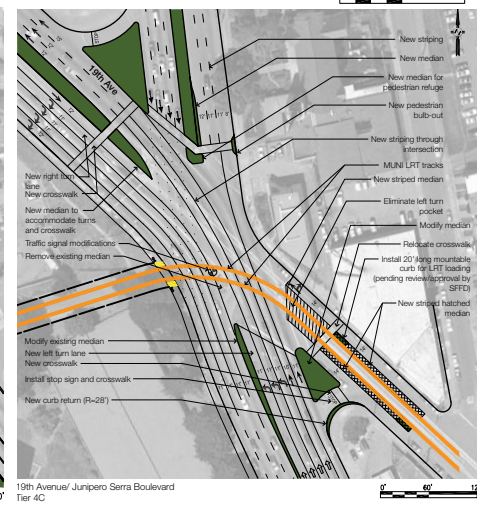 New striping
New median
New median for
pedestrian refuge
New pedestrian
bulb-out
New striping through
intersection
MUNI LRT tracks
New striped median
Eliminate left turn
pocket
Modify median
Relocate crosswalk
Install 20' long mountable
curb for LRT loading
(pending review/approval by
SFFD)
New striped hatched
median
19th Ave
New right turn
lane
New crosswalk
New median to
accommodate turns
and crosswalk
Traffic signal modifications
Remove existing median
Modify existing median
New left turn lane
New crosswalk
Install stop sign and crosswalk
New curb return (R=28')
19th Avenue/ Junipero Serra Boulevard
Tier 4C
0' 60'